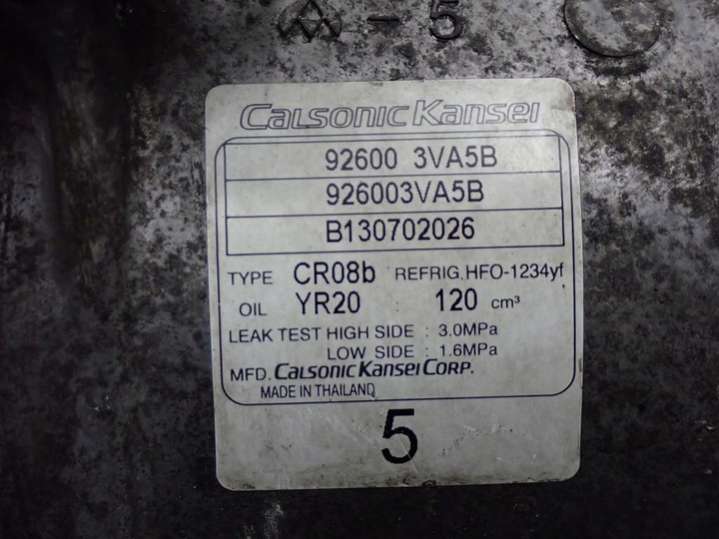 - 5
Calsonic Kansei
92600 3VA5B
926003VA5B
B130702026
TYPE CR08b REFRIG. HFO-1234yf
OIL YR20 : 120 cm³
LEAK TEST HIGH SIDE : 3.0MPa
LOW SIDE : 1.6MPa
MFD. Calsonic Kansei Corp.
MADE IN THAILAND
5